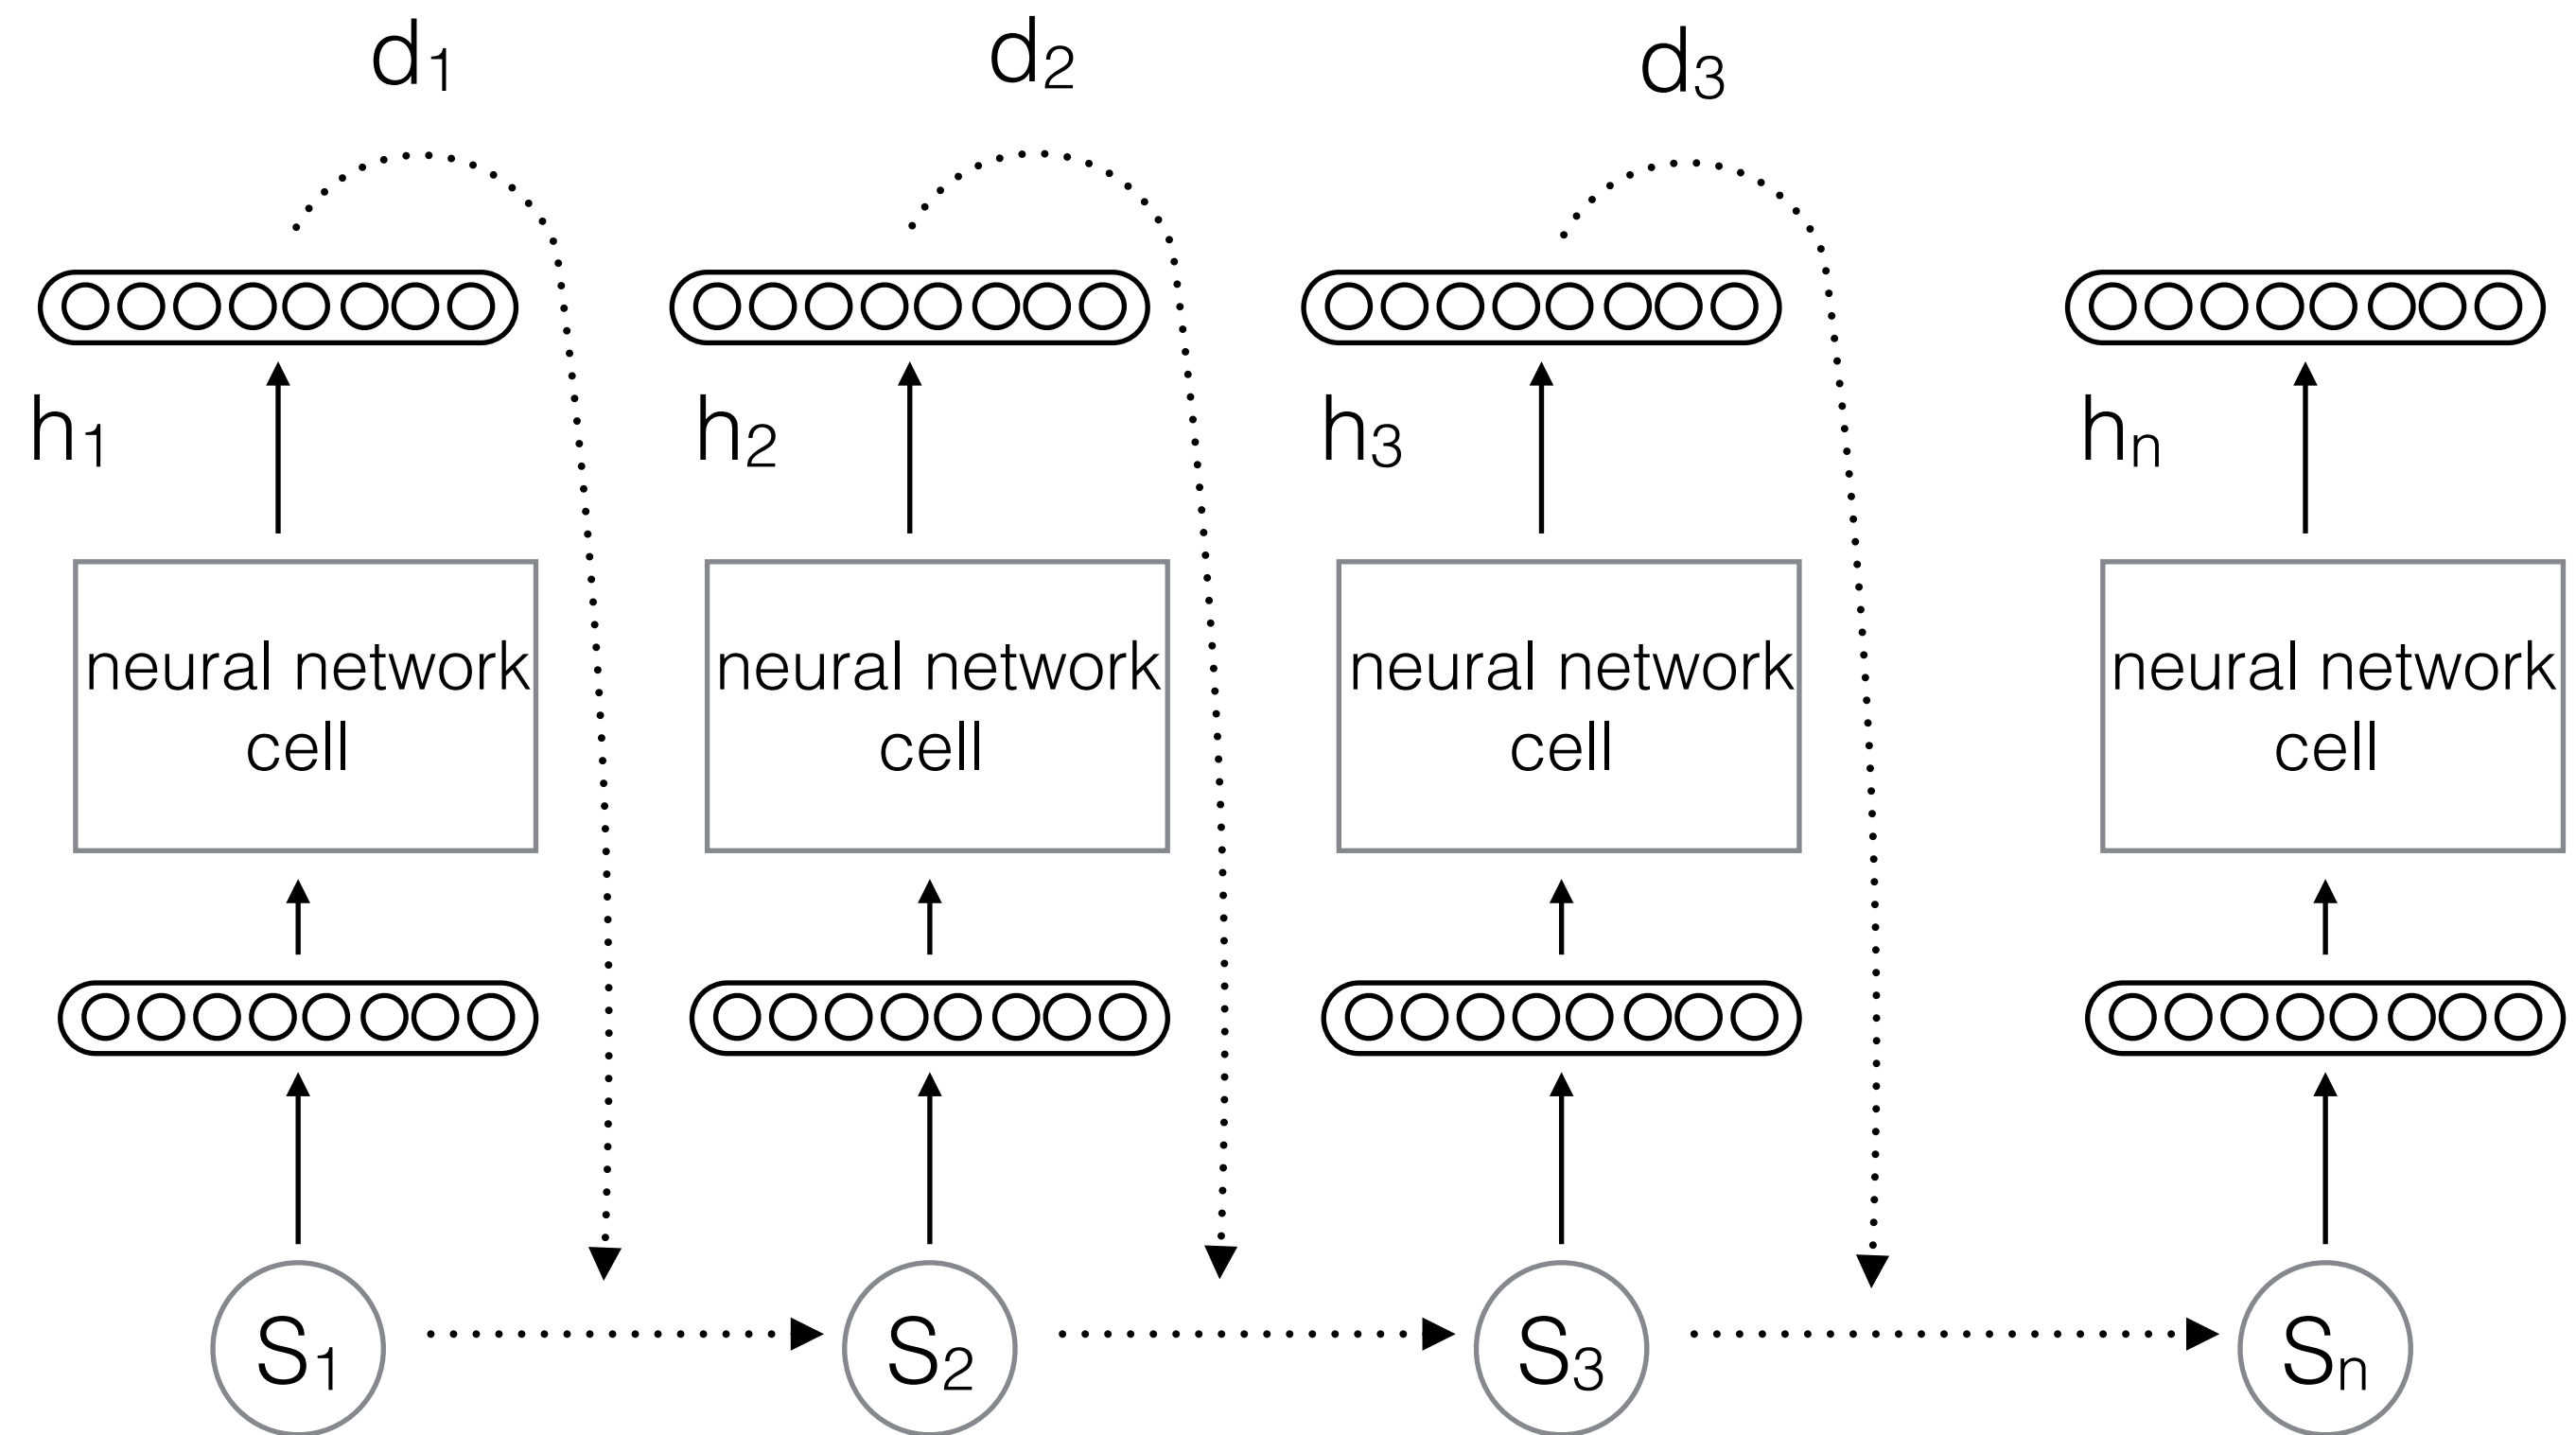 d1 d2 d3
h1 h2 h3 hn
neural network neural network neural network neural network
cell cell cell cell
S1 S2 S3 Sn